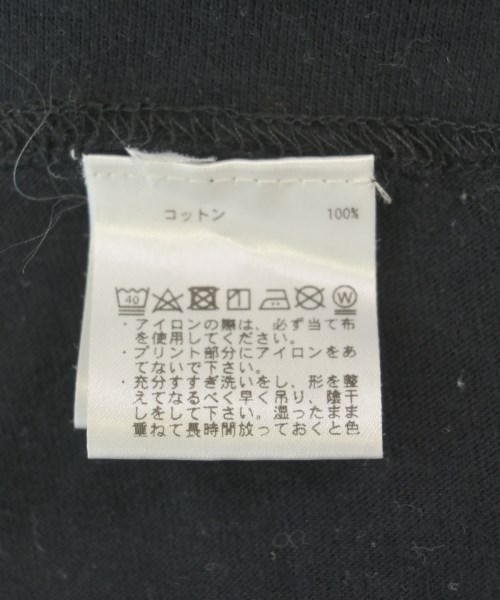 コットン 100%
40 W
・アイロンの際は、必ず当て布
を使用してください。
・プリント部分にアイロンをあ
てないで下さい。
・充分すすぎ洗いをし、形を整
えてなるべく早く吊り、陰干
しをして下さい。湿ったまま
重ねて長時間放っておくと色